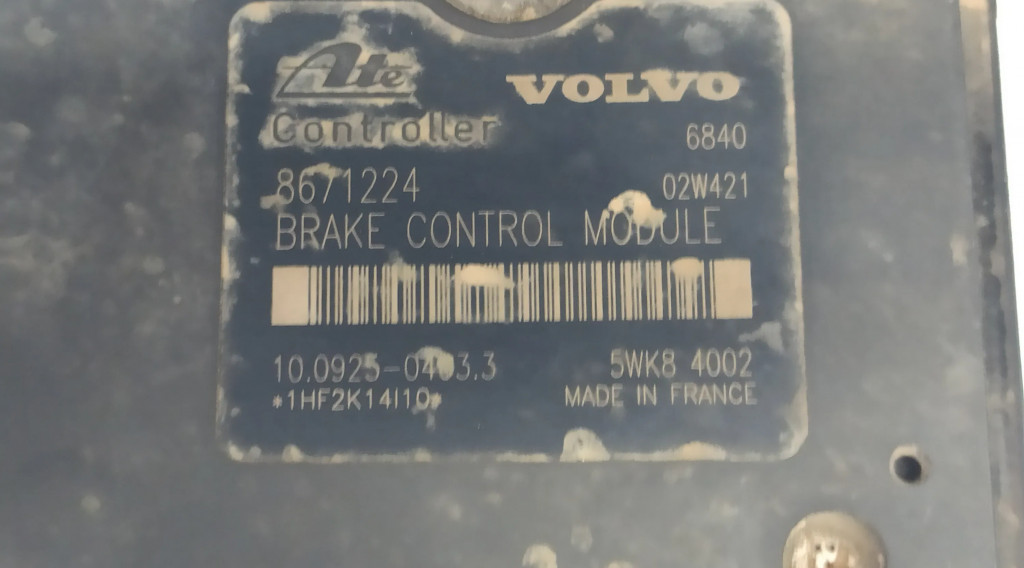 Ate VOLVO
Controller 6840
8671224 02W421
BRAKE CONTROL MODULE
10.0925-0403.3 5WK8 4002
*1HF2K14I10* MADE IN FRANCE